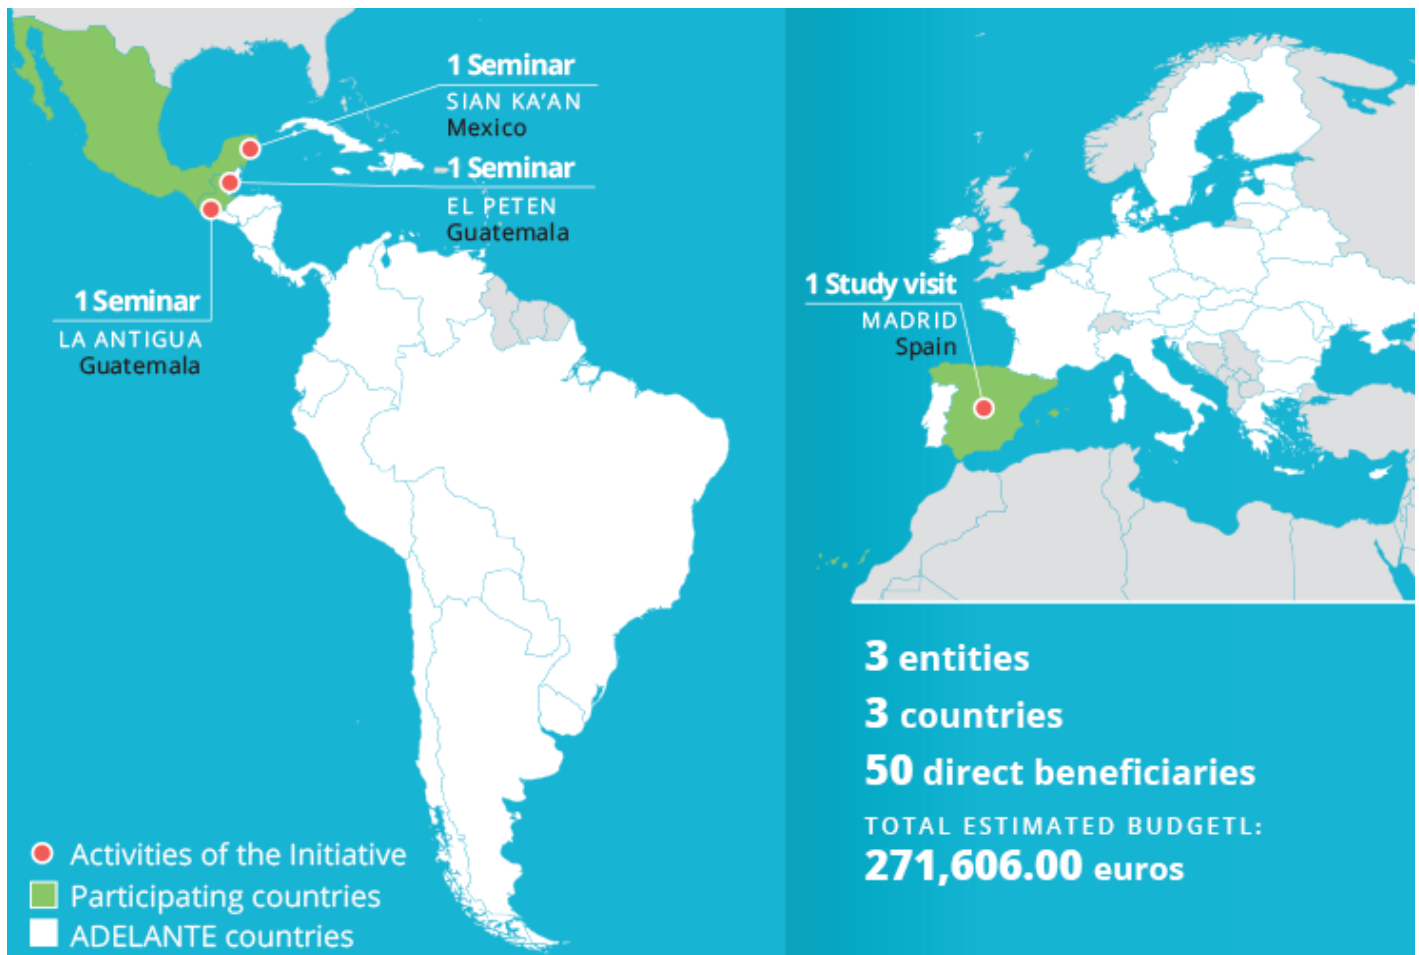 1 Seminar
SIAN KA'AN
Mexico
1 Seminar
EL PETEN
Guatemala
1 Seminar
LA ANTIGUA
Guatemala
1 Study visit
MADRID
Spain
3 entities
3 countries
50 direct beneficiaries
TOTAL ESTIMATED BUDGETL:
271,606.00 euros
Activities of the Initiative
Participating countries
ADELANTE countries